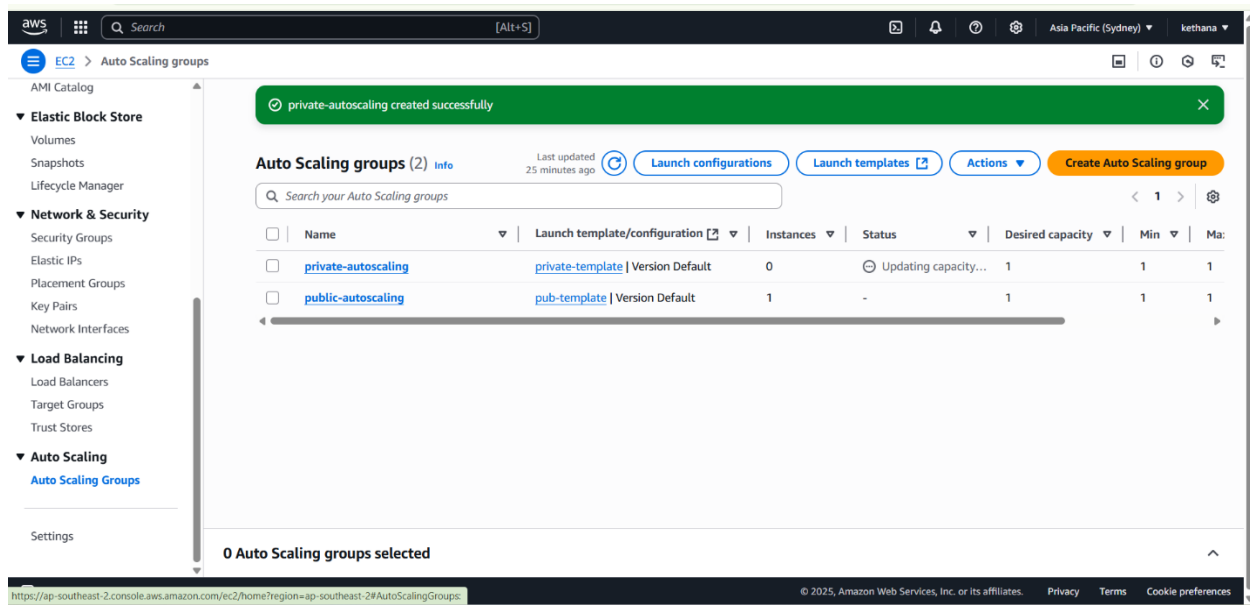 aws Search [Alt+S] Asia Pacific (Sydney) kethana
EC2 > Auto Scaling groups
AMI Catalog
Elastic Block Store
Volumes
Snapshots
Lifecycle Manager
Network & Security
Security Groups
Elastic IPs
Placement Groups
Key Pairs
Network Interfaces
Load Balancing
Load Balancers
Target Groups
Trust Stores
Auto Scaling
Auto Scaling Groups
Settings
private-autoscaling created successfully
Auto Scaling groups (2) Info
Last updated
25 minutes ago
Launch configurations
Launch templates
Actions
Create Auto Scaling group
Search your Auto Scaling groups
< 1 >
Name Launch template/configuration Instances Status Desired capacity Min Ma
private-autoscaling private-template | Version Default 0 Updating capacity... 1 1 1
public-autoscaling pub-template | Version Default 1 - 1 1 1
0 Auto Scaling groups selected
https://ap-southeast-2.console.aws.amazon.com/ec2/home?region=ap-southeast-2#AutoScalingGroups:
© 2025, Amazon Web Services, Inc. or its affiliates. Privacy Terms Cookie preferences